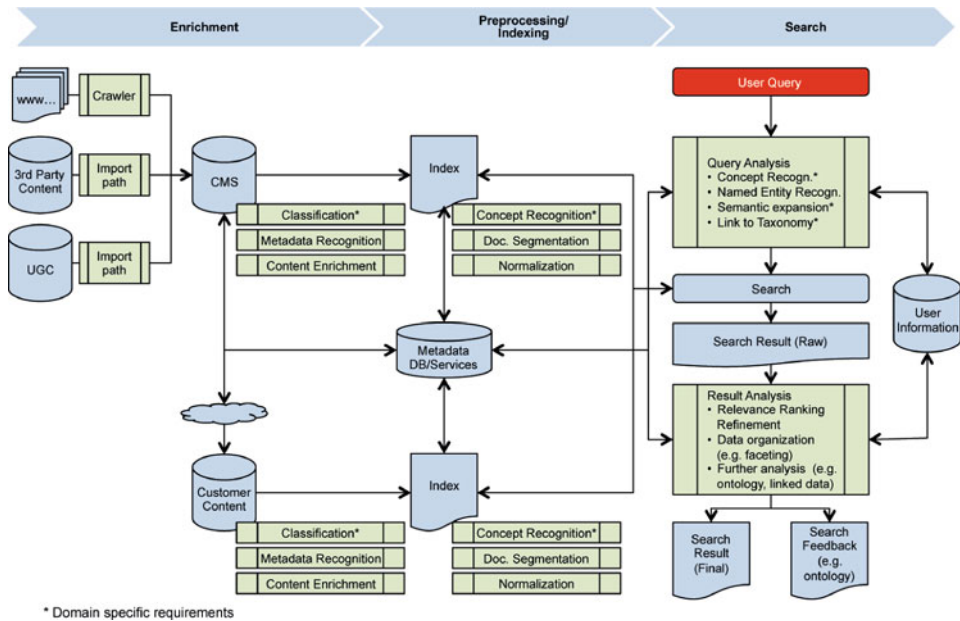 Enrichment
Preprocessing/
Indexing
Search
www...
Crawler
3rd Party
Content
Import
path
UGC
Import
path
CMS
Classification*
Metadata Recognition
Content Enrichment
Index
Concept Recognition*
Doc. Segmentation
Normalization
Metadata
DB/Services
Customer
Content
Classification*
Metadata Recognition
Content Enrichment
Index
Concept Recognition*
Doc. Segmentation
Normalization
User Query
Query Analysis
• Concept Recogn.*
• Named Entity Recogn.
• Semantic expansion*
• Link to Taxonomy*
Search
Search Result (Raw)
User
Information
Result Analysis
• Relevance Ranking
Refinement
• Data organization
(e.g. faceting)
• Further analysis (e.g.
ontology, linked data)
Search
Result
(Final)
Search
Feedback
(e.g.
ontology)
* Domain specific requirements